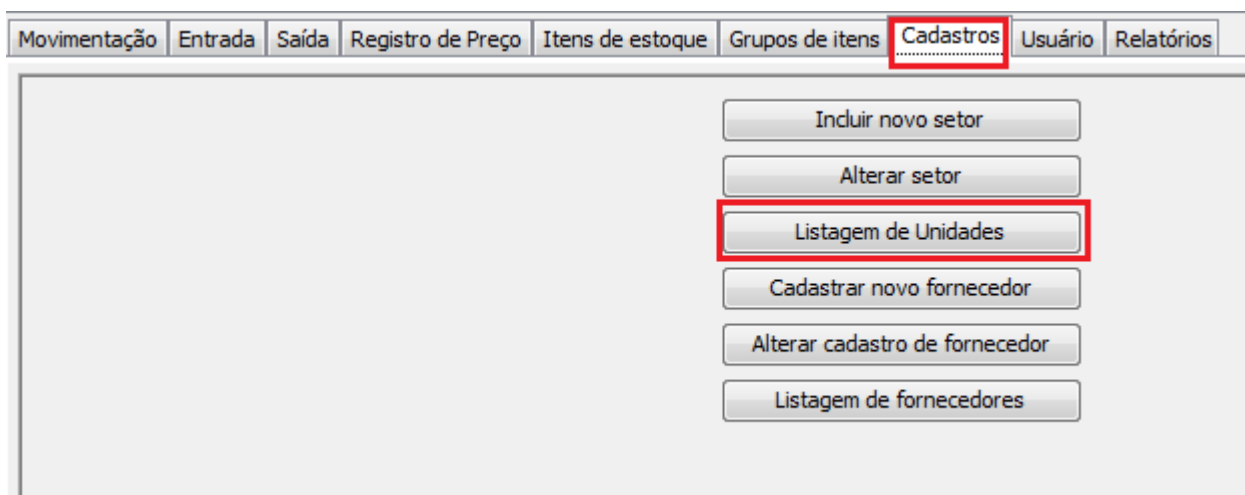 Movimentação Entrada Saída Registro de Preço Itens de estoque Grupos de itens Cadastros Usuário Relatórios
Incluir novo setor
Alterar setor
Listagem de Unidades
Cadastrar novo fornecedor
Alterar cadastro de fornecedor
Listagem de fornecedores